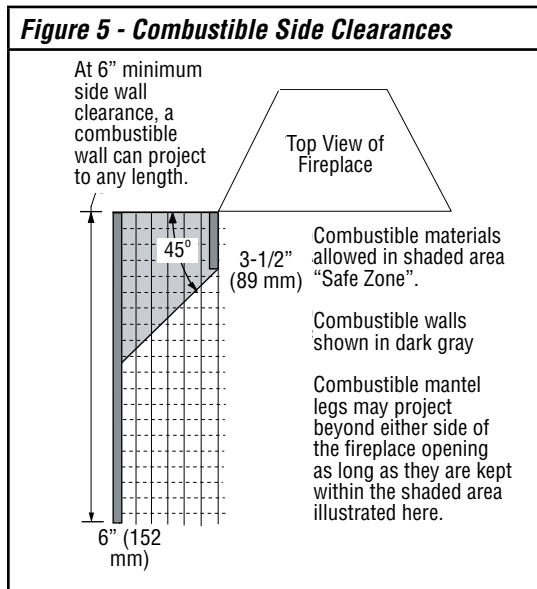 Figure 5 - Combustible Side Clearances
At 6” minimum
side wall
clearance, a
combustible
wall can project
to any length.
Top View of
Fireplace
45°
3-1/2”
(89 mm)
Combustible materials
allowed in shaded area
“Safe Zone”.
Combustible walls
shown in dark gray
Combustible mantel
legs may project
beyond either side of
the fireplace opening
as long as they are kept
within the shaded area
illustrated here.
6” (152
mm)